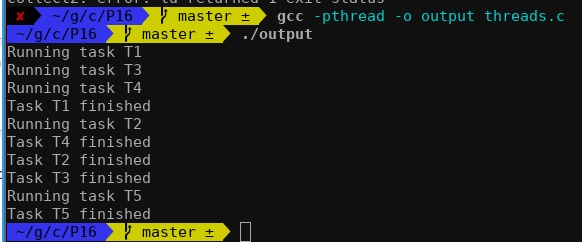 collect2: error: ld returned 1 exit status
✘ ~/g/c/P16 master ± gcc -pthread -o output threads.c
~/g/c/P16 master ± ./output
Running task T1
Running task T3
Running task T4
Task T1 finished
Running task T2
Task T4 finished
Task T2 finished
Task T3 finished
Running task T5
Task T5 finished
~/g/c/P16 master ±